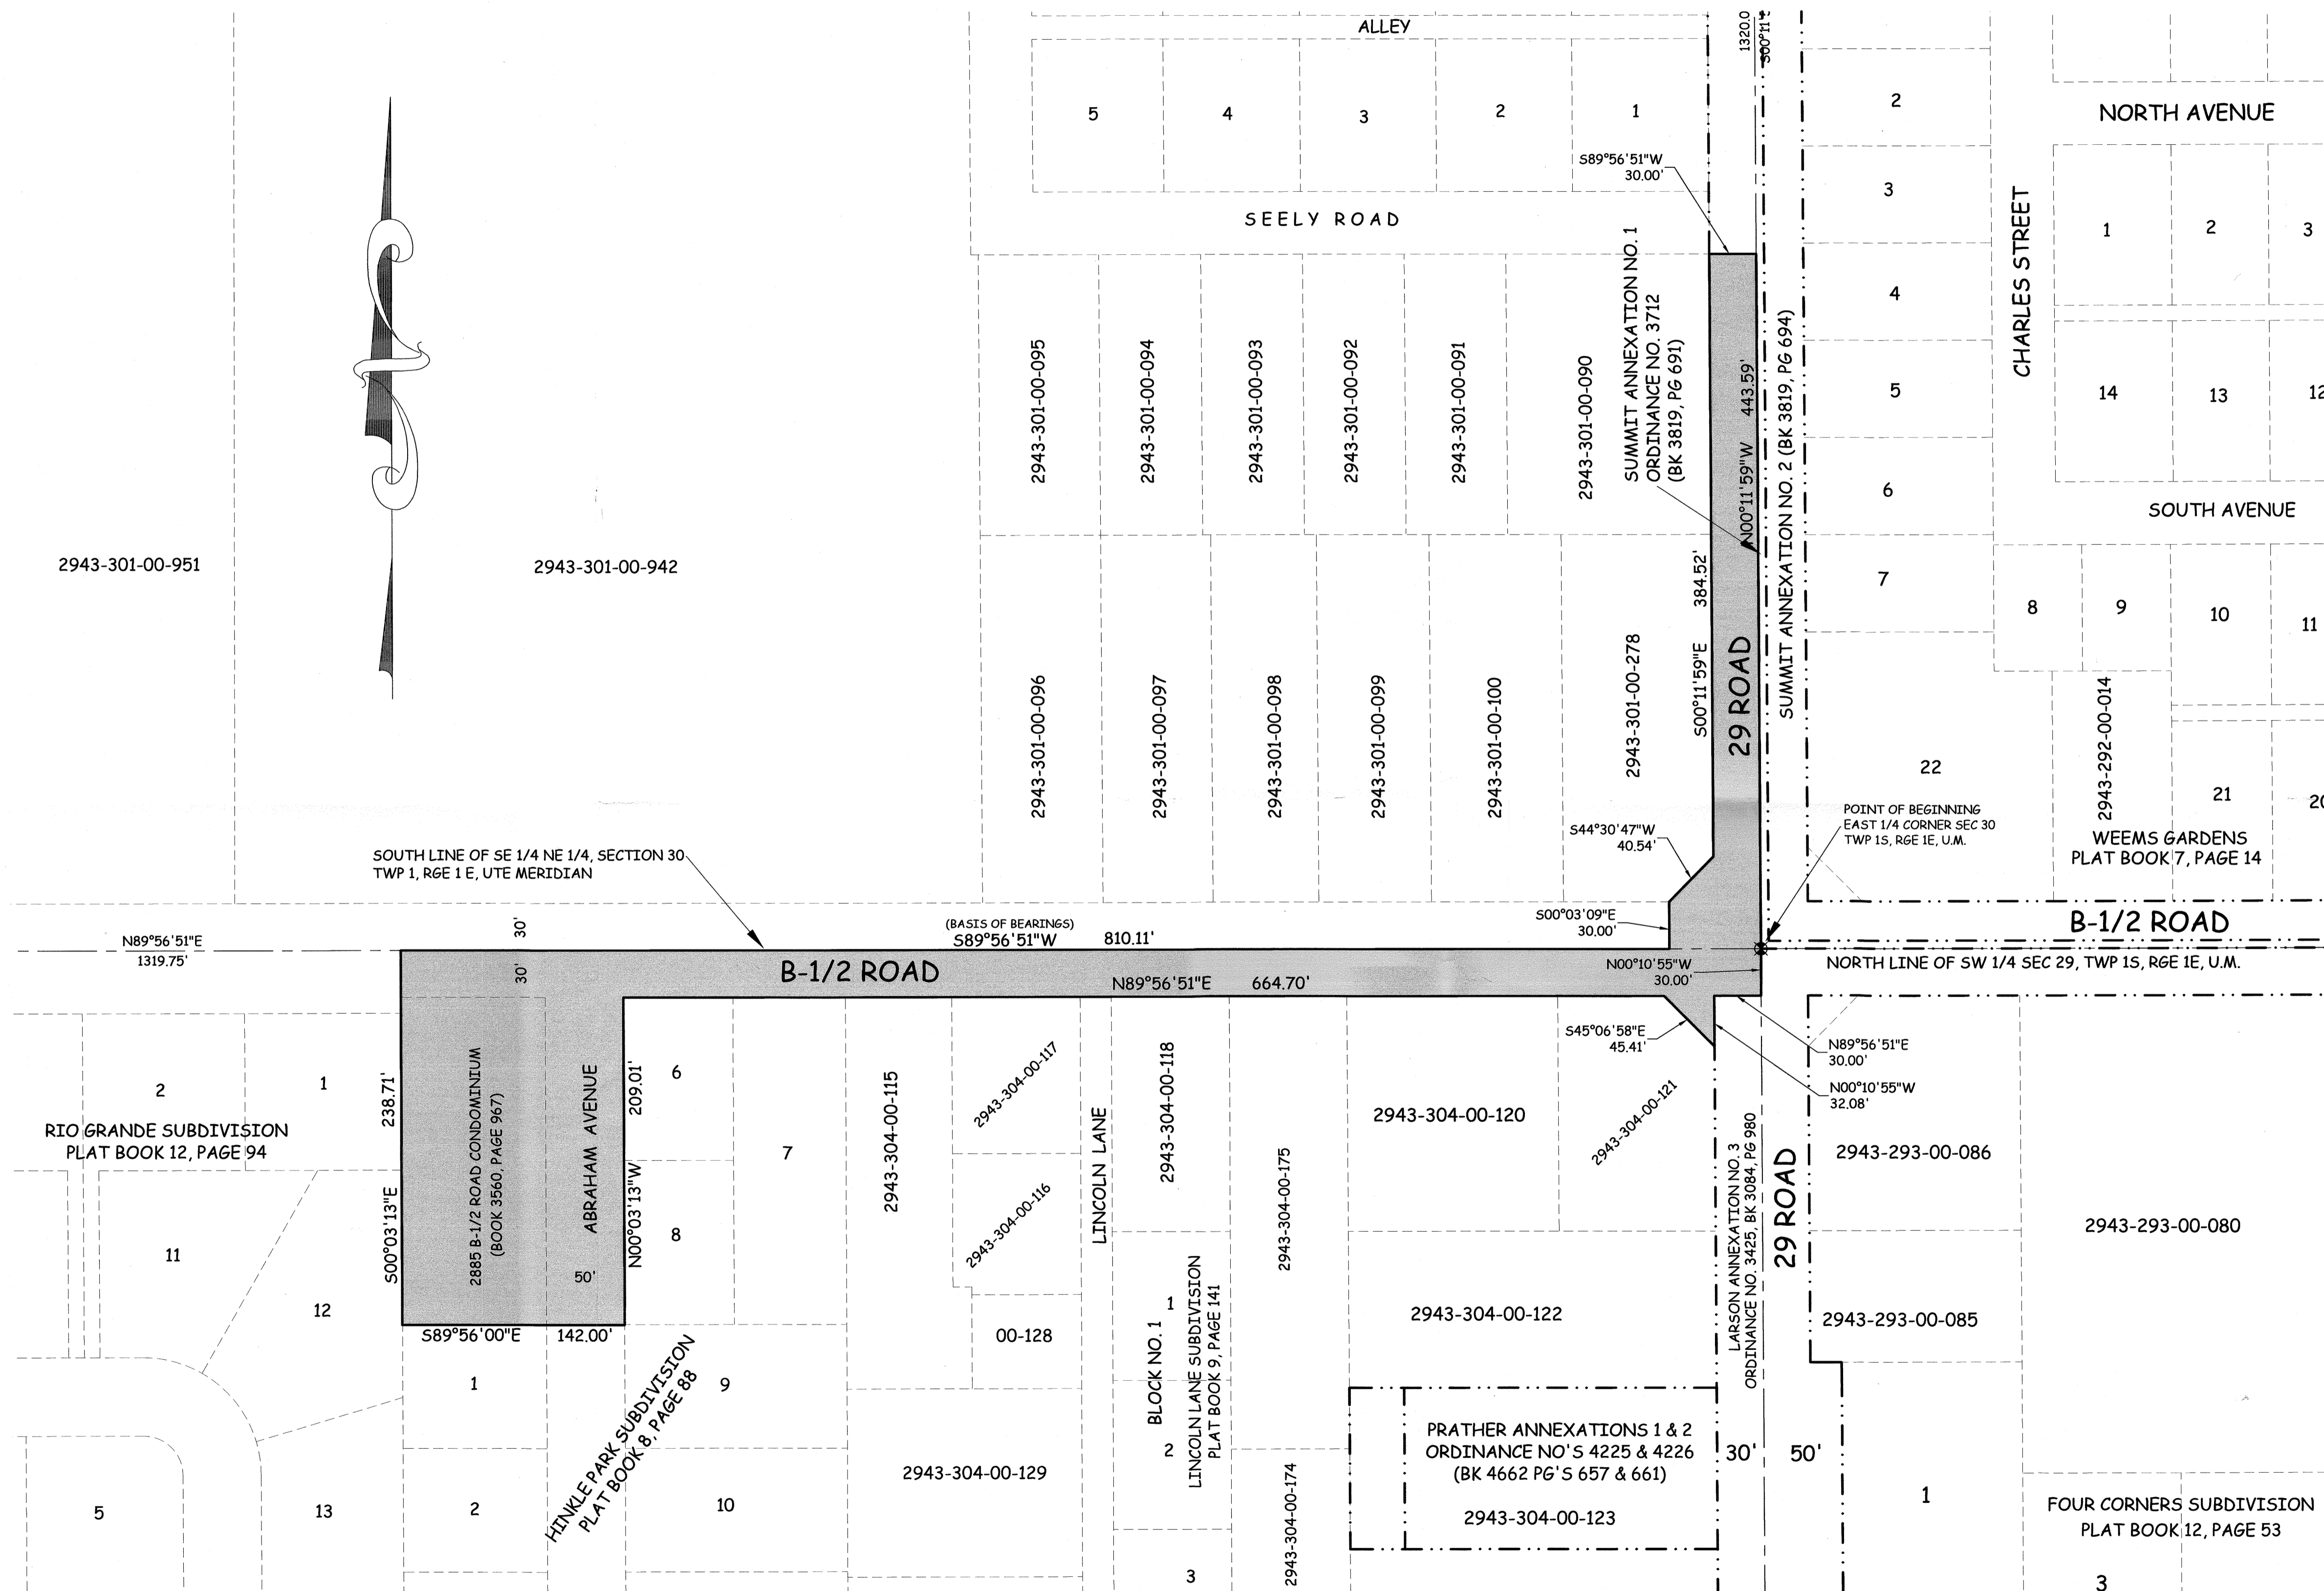 ALLEY
5
4
3
2
1
1320.0
S89°56'51"W
30.00'
SEELY ROAD
2
3
4
5
6
7
22
NORTH AVENUE
CHARLES STREET
1
2
3
14
13
SOUTH AVENUE
8
9
10
11
21
2943-292-00-014
WEEMS GARDENS
PLAT BOOK 7, PAGE 14
2943-301-00-951
2943-301-00-942
2943-301-00-095
2943-301-00-094
2943-301-00-093
2943-301-00-092
2943-301-00-091
2943-301-00-090
SUMMIT ANNEXATION NO. 1
ORDINANCE NO. 3712
(BK 3819, PG 691)
N00°11'59"W 443.59'
SUMMIT ANNEXATION NO. 2 (BK 3819, PG 694)
2943-301-00-096
2943-301-00-097
2943-301-00-098
2943-301-00-099
2943-301-00-100
2943-301-00-278
S00°11'59"E 384.52'
29 ROAD
POINT OF BEGINNING
EAST 1/4 CORNER SEC 30
TWP 1S, RGE 1E, U.M.
S44°30'47"W
40.54'
SOUTH LINE OF SE 1/4 NE 1/4, SECTION 30
TWP 1, RGE 1 E, UTE MERIDIAN
30'
(BASIS OF BEARINGS)
S89°56'51"W 810.11'
S00°03'09"E
30.00'
B-1/2 ROAD
N89°56'51"E
1319.75'
30'
B-1/2 ROAD
N89°56'51"E 664.70'
N00°10'55"W
30.00'
NORTH LINE OF SW 1/4 SEC 29, TWP 1S, RGE 1E, U.M.
S45°06'58"E
45.41'
N89°56'51"E
30.00'
N00°10'55"W
32.08'
2
1
RIO GRANDE SUBDIVISION
PLAT BOOK 12, PAGE 94
11
12
5
13
S00°03'13"E 238.71'
2885 B-1/2 ROAD CONDOMINIUM
(BOOK 3560, PAGE 967)
ABRAHAM AVENUE
50'
N00°03'13"W 209.01'
S89°56'00"E 142.00'
6
7
8
9
10
1
2
HINKLE PARK SUBDIVISION
PLAT BOOK 8, PAGE 88
2943-304-00-115
2943-304-00-117
2943-304-00-116
00-128
2943-304-00-129
LINCOLN LANE
2943-304-00-118
BLOCK NO. 1
1
2
3
LINCOLN LANE SUBDIVISION
PLAT BOOK 9, PAGE 141
2943-304-00-175
2943-304-00-174
2943-304-00-120
2943-304-00-121
2943-304-00-122
PRATHER ANNEXATIONS 1 & 2
ORDINANCE NO'S 4225 & 4226
(BK 4662 PG'S 657 & 661)
2943-304-00-123
LARSON ANNEXATION NO. 3
ORDINANCE NO. 3425, BK 3084, PG 980
29 ROAD
30'
50'
2943-293-00-086
2943-293-00-080
2943-293-00-085
1
FOUR CORNERS SUBDIVISION
PLAT BOOK 12, PAGE 53
3